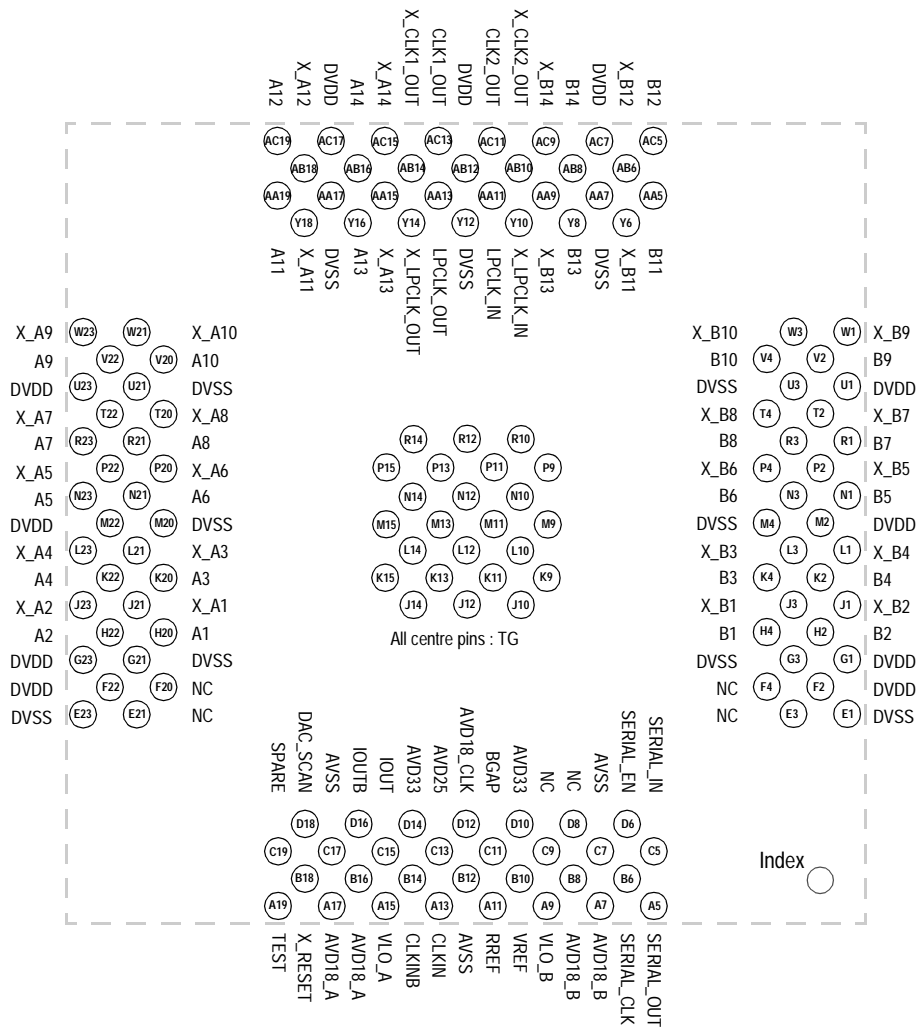 A12 X_A12 DVDD A14 X_A14 X_CLK1_OUT CLK1_OUT DVDD CLK2_OUT X_CLK2_OUT X_B14 B14 DVDD X_B12 B12
AC19 AC17 AC15 AC13 AC11 AC9 AC7 AC5
AB18 AB16 AB14 AB12 AB10 AB8 AB6
AA19 AA17 AA15 AA13 AA11 AA9 AA7 AA5
Y18 Y16 Y14 Y12 Y10 Y8 Y6
A11 X_A11 DVSS A13 X_A13 X_LPCLK_OUT LPCLK_OUT DVSS LPCLK_IN X_LPCLK_IN X_B13 B13 DVSS X_B11 B11
X_A9 W23 W21 X_A10 X_B10 W3 W1 X_B9
A9 V22 V20 A10 B10 V4 V2 B9
DVDD U23 U21 DVSS DVSS U3 U1 DVDD
X_A7 T22 T20 X_A8 X_B8 T4 T2 X_B7
A7 R23 R21 A8 B8 R3 R1 B7
X_A5 P22 P20 X_A6 X_B6 P4 P2 X_B5
A5 N23 N21 A6 B6 N3 N1 B5
DVDD M22 M20 DVSS DVSS M4 M2 DVDD
X_A4 L23 L21 X_A3 X_B3 L3 L1 X_B4
A4 K22 K20 A3 B3 K4 K2 B4
X_A2 J23 J21 X_A1 X_B1 J3 J1 X_B2
A2 H22 H20 A1 B1 H4 H2 B2
DVDD G23 G21 DVSS DVSS G3 G1 DVDD
DVDD F22 F20 NC NC F4 F2 DVDD
DVSS E23 E21 NC NC E3 E1 DVSS
R14 R12 R10
P15 P13 P11 P9
N14 N12 N10
M15 M13 M11 M9
L14 L12 L10
K15 K13 K11 K9
J14 J12 J10
All centre pins : TG
SPARE DAC_SCAN AVSS IOUTB IOUT AVD33 AVD25 AVD18_CLK BGAP AVD33 NC NC AVSS SERIAL_EN SERIAL_IN
D18 D16 D14 D12 D10 D8 D6
C19 C17 C15 C13 C11 C9 C7 C5
B18 B16 B14 B12 B10 B8 B6
A19 A17 A15 A13 A11 A9 A7 A5
TEST X_RESET AVD18_A AVD18_A VLO_A CLKINB CLKIN AVSS RREF VREF VLO_B AVD18_B AVD18_B SERIAL_CLK SERIAL_OUT
Index